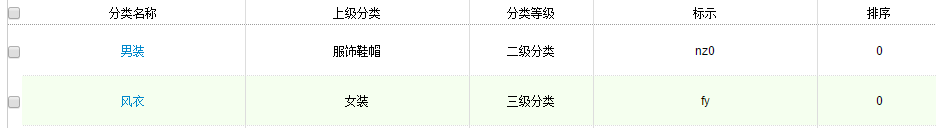 分类名称 上级分类 分类等级 标示 排序
男装 服饰鞋帽 二级分类 nz0 0
风衣 女装 三级分类 fy 0